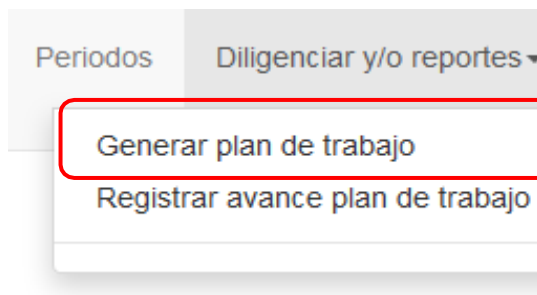 Periodos Diligenciar y/o reportes
Generar plan de trabajo
Registrar avance plan de trabajo